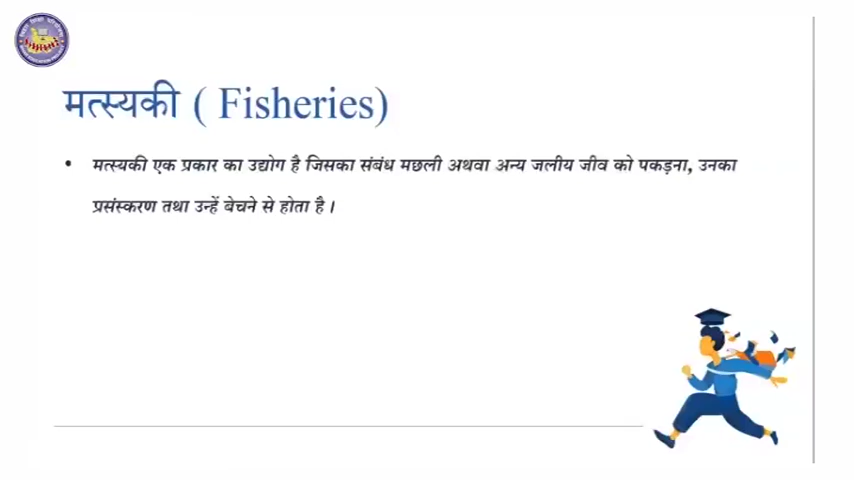 मत्स्यकी ( Fisheries)
• मत्स्यकी एक प्रकार का उद्योग है जिसका संबंध मछली अथवा अन्य जलीय जीव को पकड़ना, उनका
प्रसंस्करण तथा उन्हें बेचने से होता है ।